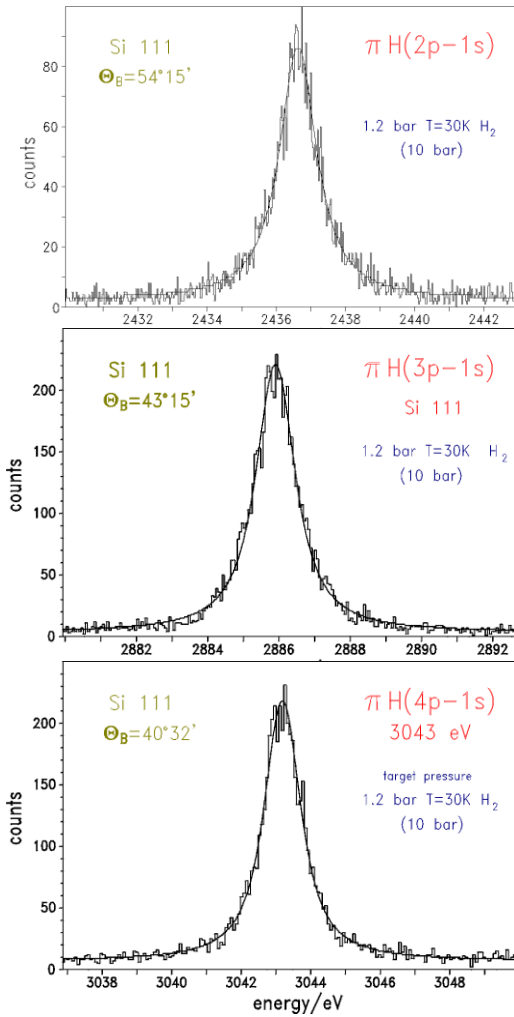 Si 111
Θ_B=54°15'
πH(2p-1s)
1.2 bar T=30K H₂
(10 bar)
counts
80
60
40
20
0
2432 2434 2436 2438 2440 2442
Si 111
Θ_B=43°15'
πH(3p-1s)
Si 111
1.2 bar T=30K H₂
(10 bar)
counts
200
150
100
50
0
2882 2884 2886 2888 2890 2892
Si 111
Θ_B=40°32'
πH(4p-1s)
3043 eV
target pressure
1.2 bar T=30K H₂
(10 bar)
counts
200
150
100
50
0
3038 3040 3042 3044 3046 3048
energy/eV